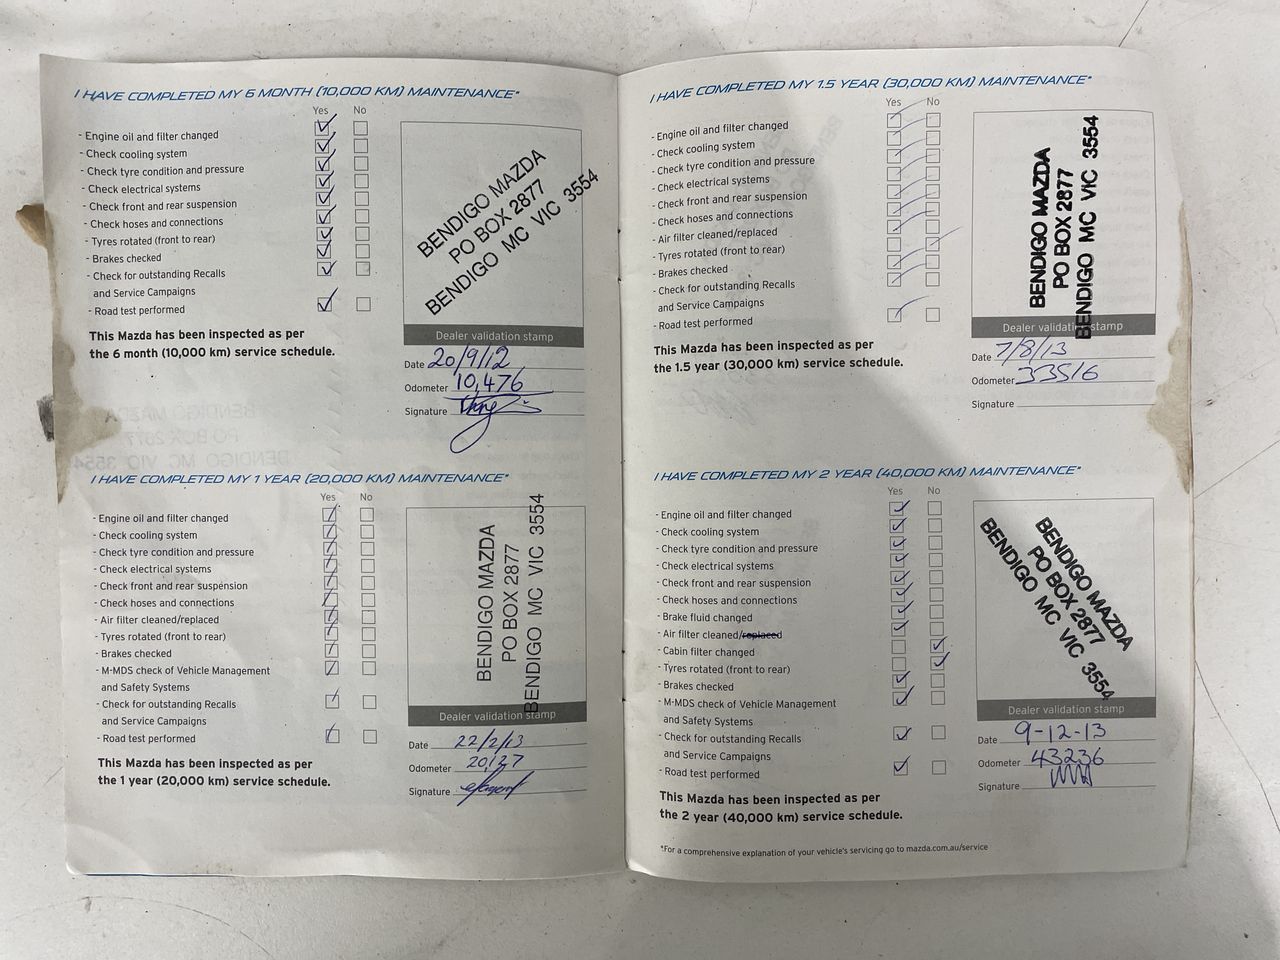 I HAVE COMPLETED MY 6 MONTH (10,000 KM) MAINTENANCE*
Yes No
- Engine oil and filter changed
- Check cooling system
- Check tyre condition and pressure
- Check electrical systems
- Check front and rear suspension
- Check hoses and connections
- Tyres rotated (front to rear)
- Brakes checked
- Check for outstanding Recalls
and Service Campaigns
- Road test performed
This Mazda has been inspected as per
the 6 month (10,000 km) service schedule.
BENDIGO MAZDA
PO BOX 2877
BENDIGO MC VIC 3554
Dealer validation stamp
Date 20/9/12
Odometer 10,476
Signature
I HAVE COMPLETED MY 1 YEAR (20,000 KM) MAINTENANCE*
Yes No
- Engine oil and filter changed
- Check cooling system
- Check tyre condition and pressure
- Check electrical systems
- Check front and rear suspension
- Check hoses and connections
- Air filter cleaned/replaced
- Tyres rotated (front to rear)
- Brakes checked
- M-MDS check of Vehicle Management
and Safety Systems
- Check for outstanding Recalls
and Service Campaigns
- Road test performed
This Mazda has been inspected as per
the 1 year (20,000 km) service schedule.
BENDIGO MAZDA
PO BOX 2877
BENDIGO MC VIC 3554
Dealer validation stamp
Date 22/2/13
Odometer 20,137
Signature
I HAVE COMPLETED MY 1.5 YEAR (30,000 KM) MAINTENANCE*
Yes No
- Engine oil and filter changed
- Check cooling system
- Check tyre condition and pressure
- Check electrical systems
- Check front and rear suspension
- Check hoses and connections
- Air filter cleaned/replaced
- Tyres rotated (front to rear)
- Brakes checked
- Check for outstanding Recalls
and Service Campaigns
- Road test performed
This Mazda has been inspected as per
the 1.5 year (30,000 km) service schedule.
BENDIGO MAZDA
PO BOX 2877
BENDIGO MC VIC 3554
Dealer validation stamp
Date 7/8/13
Odometer 33516
Signature
I HAVE COMPLETED MY 2 YEAR (40,000 KM) MAINTENANCE*
Yes No
- Engine oil and filter changed
- Check cooling system
- Check tyre condition and pressure
- Check electrical systems
- Check front and rear suspension
- Check hoses and connections
- Brake fluid changed
- Air filter cleaned/replaced
- Cabin filter changed
- Tyres rotated (front to rear)
- Brakes checked
- M-MDS check of Vehicle Management
and Safety Systems
- Check for outstanding Recalls
and Service Campaigns
- Road test performed
This Mazda has been inspected as per
the 2 year (40,000 km) service schedule.
BENDIGO MAZDA
PO BOX 2877
BENDIGO MC VIC 3554
Dealer validation stamp
Date 9-12-13
Odometer 43236
Signature
*For a comprehensive explanation of your vehicle's servicing go to mazda.com.au/service